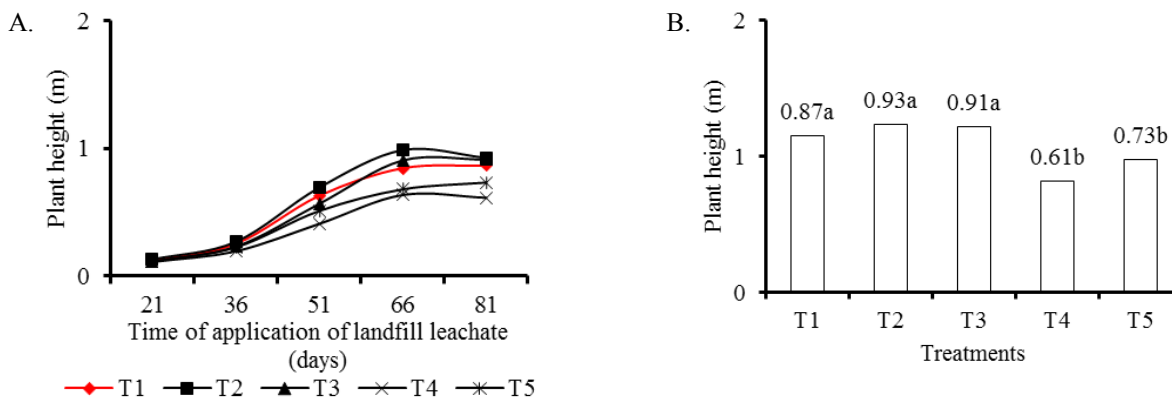 A.
Plant height (m)
2
1
0
21 36 51 66 81
Time of application of landfill leachate
(days)
T1 T2 T3 T4 T5
B.
Plant height (m)
2
1
0
0.87a 0.93a 0.91a 0.61b 0.73b
T1 T2 T3 T4 T5
Treatments